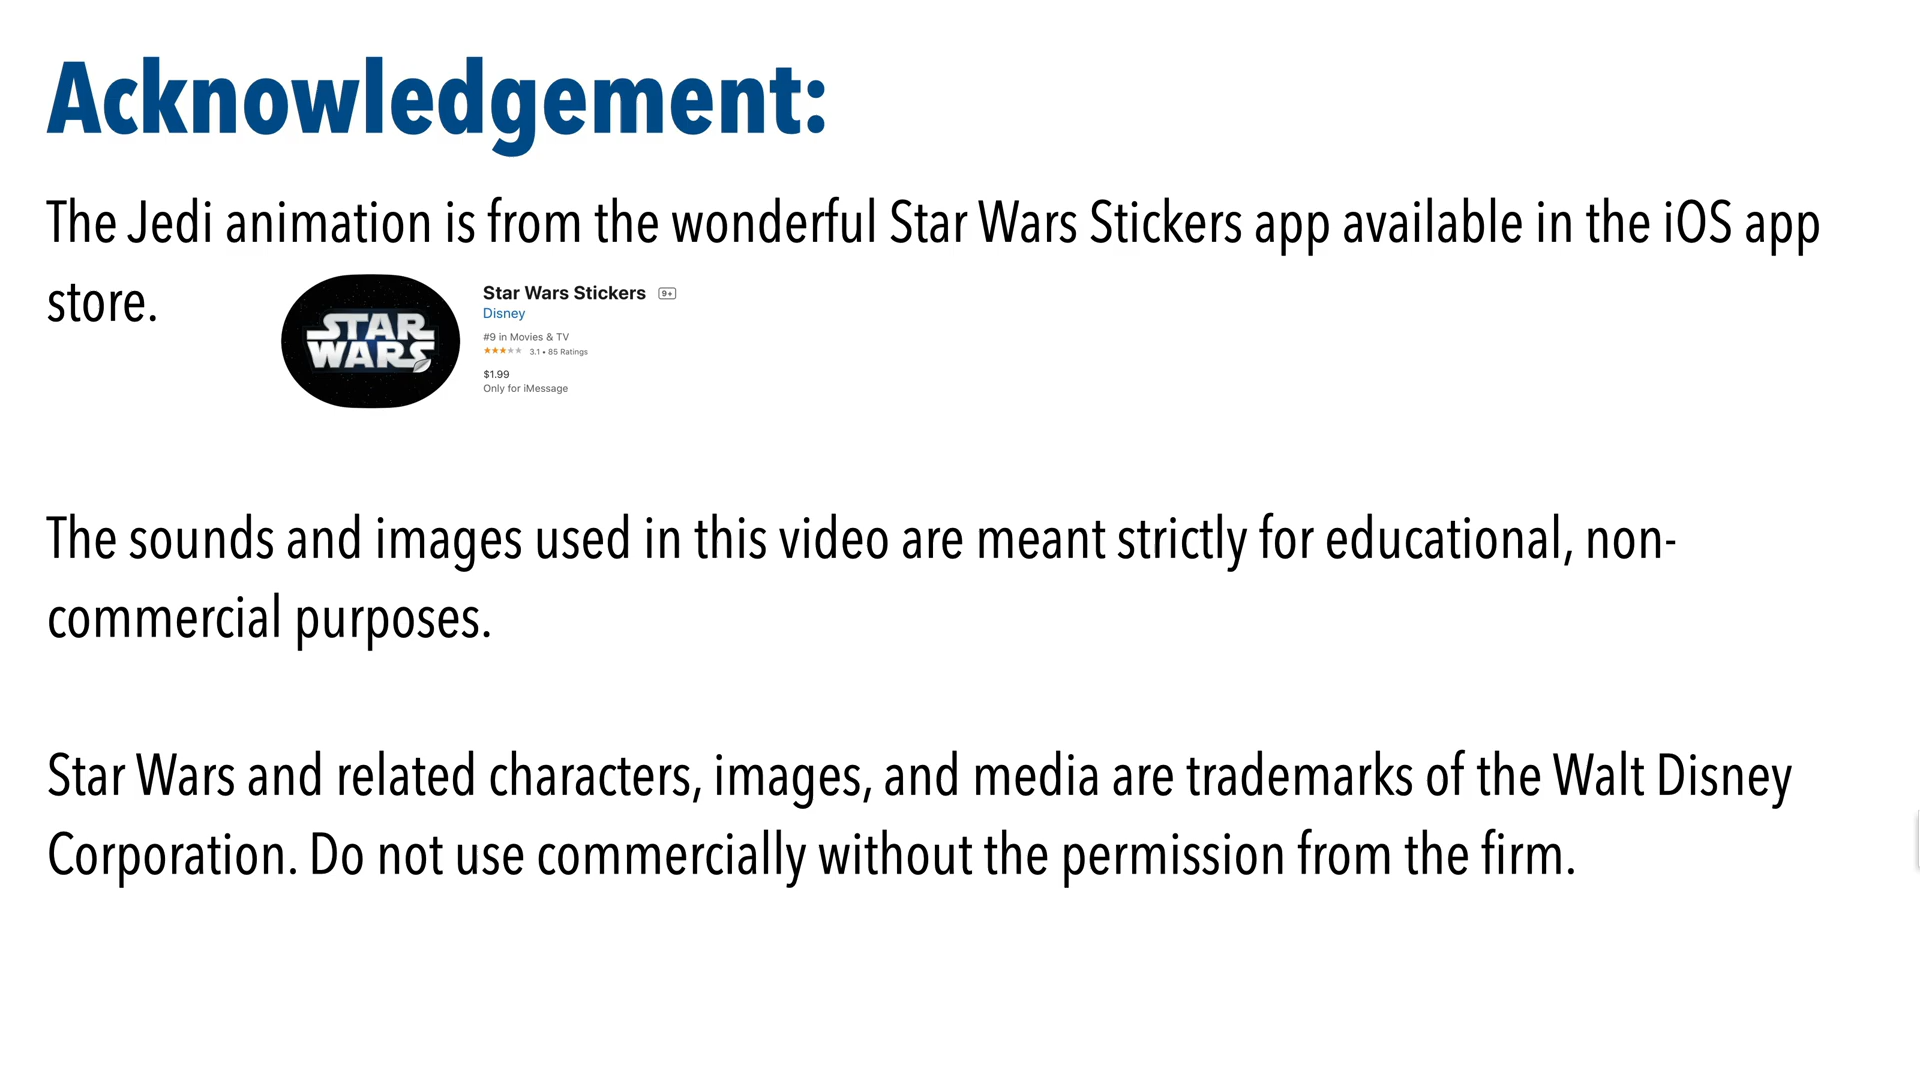 Acknowledgement:
The Jedi animation is from the wonderful Star Wars Stickers app available in the iOS app
store.
STAR
WARS
Star Wars Stickers 9+
Disney
#9 in Movies & TV
3.1 • 85 Ratings
$1.99
Only for iMessage
The sounds and images used in this video are meant strictly for educational, non-
commercial purposes.
Star Wars and related characters, images, and media are trademarks of the Walt Disney
Corporation. Do not use commercially without the permission from the firm.